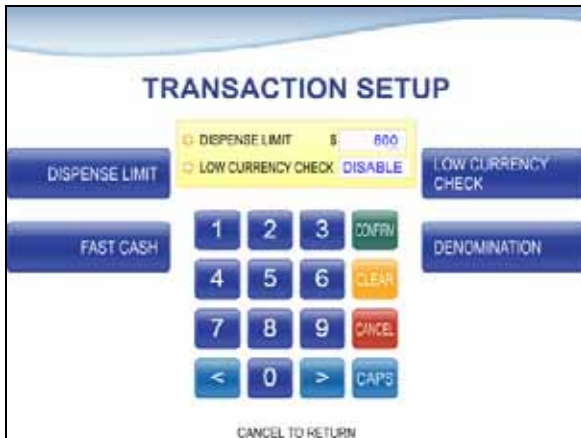 TRANSACTION SETUP
DISPENSE LIMIT $ 600
LOW CURRENCY CHECK DISABLE
DISPENSE LIMIT
LOW CURRENCY
CHECK
FAST CASH
DENOMINATION
1 2 3 CONFIRM
4 5 6 CLEAR
7 8 9 CANCEL
< 0 > CAPS
CANCEL TO RETURN